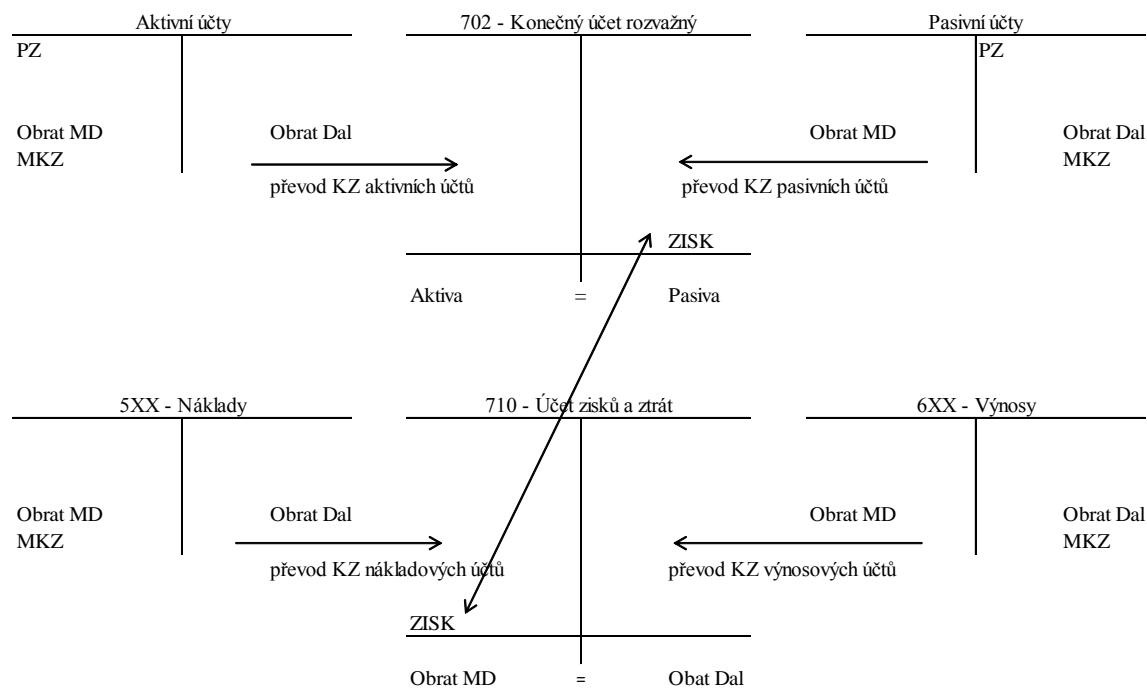 Aktivní účty 702 - Konečný účet rozvažný Pasivní účty
PZ PZ
Obrat MD Obrat Dal Obrat MD Obrat Dal
MKZ MKZ
převod KZ aktivních účtů převod KZ pasivních účtů
ZISK
Aktiva = Pasiva
5XX - Náklady 710 - Účet zisků a ztrát 6XX - Výnosy
Obrat MD Obrat Dal Obrat MD Obrat Dal
MKZ MKZ
převod KZ nákladových účtů převod KZ výnosových účtů
ZISK
Obrat MD = Obat Dal